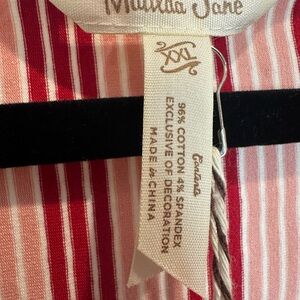 Matilda Jane
XXL
Contents
96% COTTON 4% SPANDEX
EXCLUSIVE OF DECORATION
MADE in CHINA